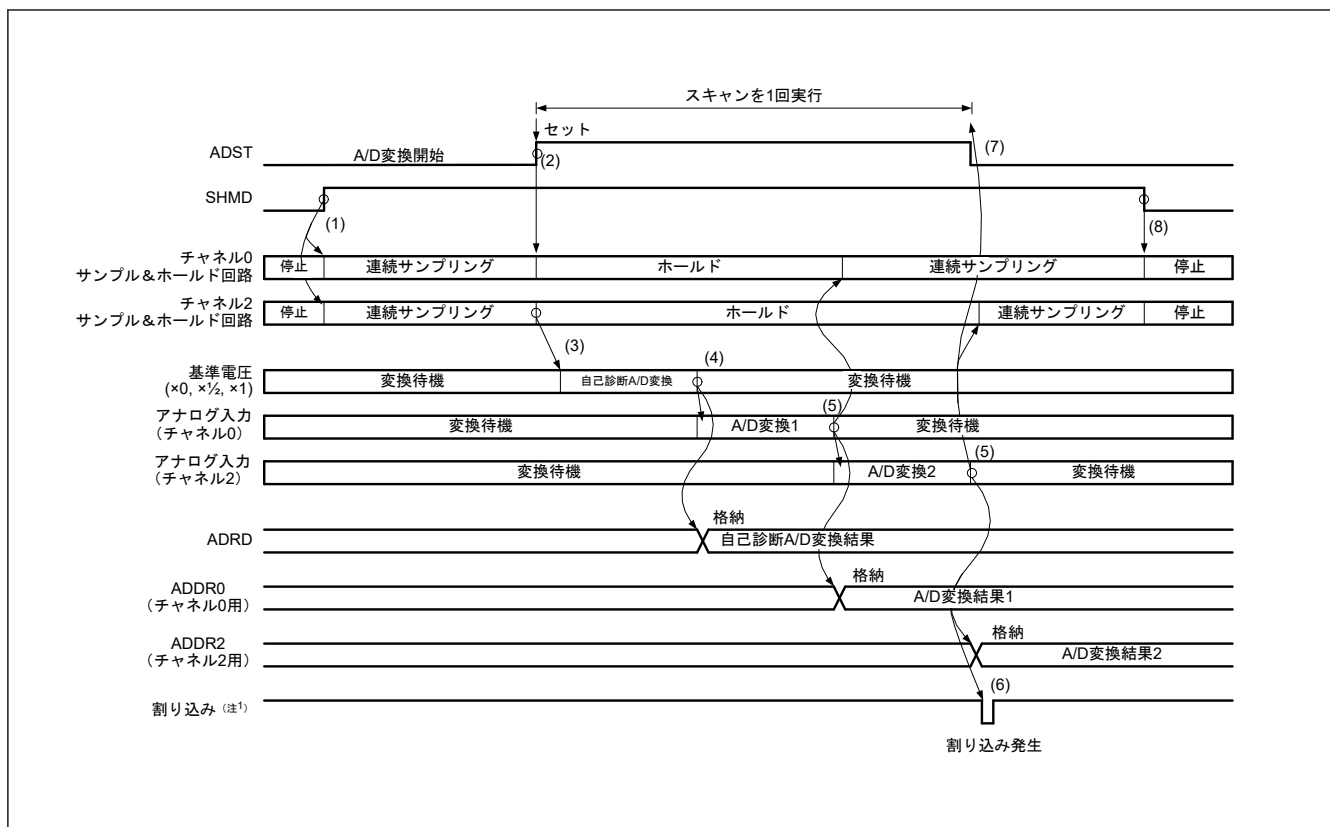 スキャンを1回実行
セット
ADST
A/D変換開始
(2)
(7)
SHMD
(1)
(8)
チャネル0
サンプル＆ホールド回路
停止
連続サンプリング
ホールド
連続サンプリング
停止
チャネル2
サンプル＆ホールド回路
停止
連続サンプリング
ホールド
連続サンプリング
停止
(3)
(4)
基準電圧
(×0, ×½, ×1)
変換待機
自己診断A/D変換
変換待機
アナログ入力
（チャネル0）
変換待機
A/D変換1
(5)
変換待機
アナログ入力
（チャネル2）
変換待機
A/D変換2
(5)
変換待機
ADRD
格納
自己診断A/D変換結果
ADDR0
（チャネル0用）
格納
A/D変換結果1
ADDR2
（チャネル2用）
格納
A/D変換結果2
割り込み（注1）
(6)
割り込み発生